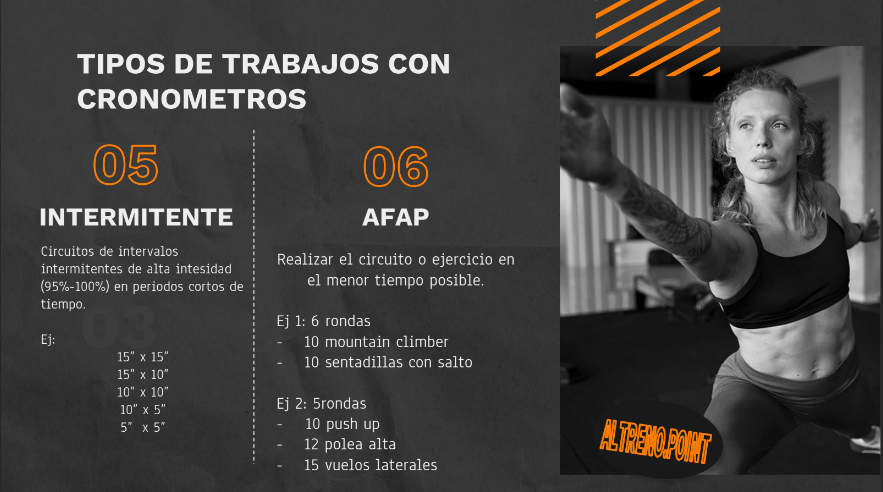 TIPOS DE TRABAJOS CON
CRONOMETROS
05
INTERMITENTE
Circuitos de intervalos
intermitentes de alta intesidad
(95%-100%) en periodos cortos de
tiempo.
03
Ej:
15" x 15"
15" x 10"
10" x 10"
10" x 5"
5" x 5"
06
AFAP
Realizar el circuito o ejercicio en
el menor tiempo posible.
Ej 1: 6 rondas
- 10 mountain climber
- 10 sentadillas con salto
Ej 2: 5rondas
- 10 push up
- 12 polea alta
- 15 vuelos laterales
ALTRENO.POINT